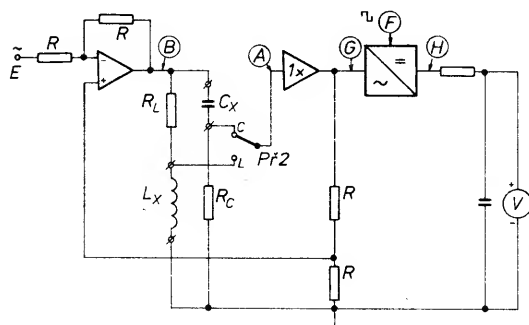 R
F
R
B
A
G
H
~
E
-
+
1x
=
~
R_L
C_X
C
Př2
L
L_X
R_C
R
+
V
-
R